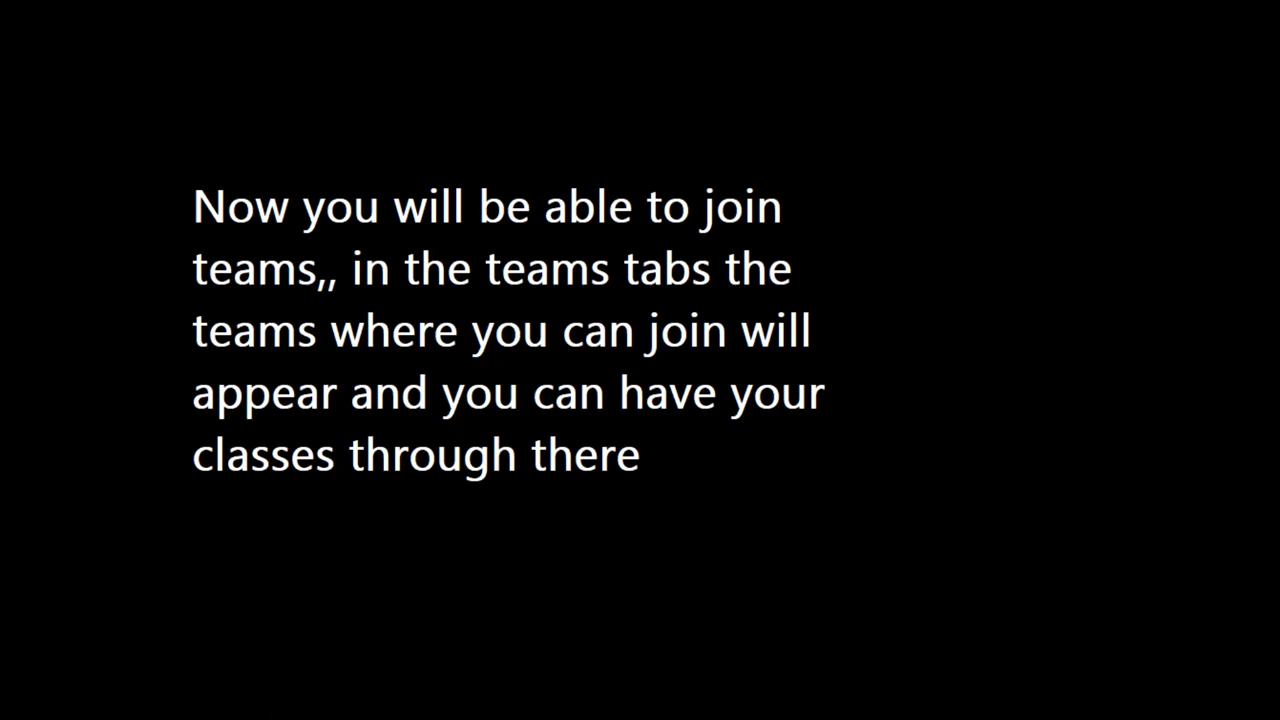 Now you will be able to join
teams,, in the teams tabs the
teams where you can join will
appear and you can have your
classes through there